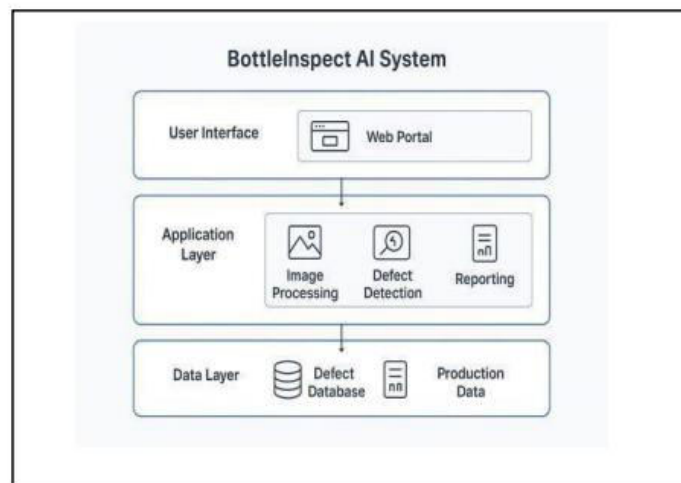 BottleInspect AI System
User Interface
Web Portal
Application
Layer
Image
Processing
Defect
Detection
Reporting
Data Layer
Defect
Database
Production
Data